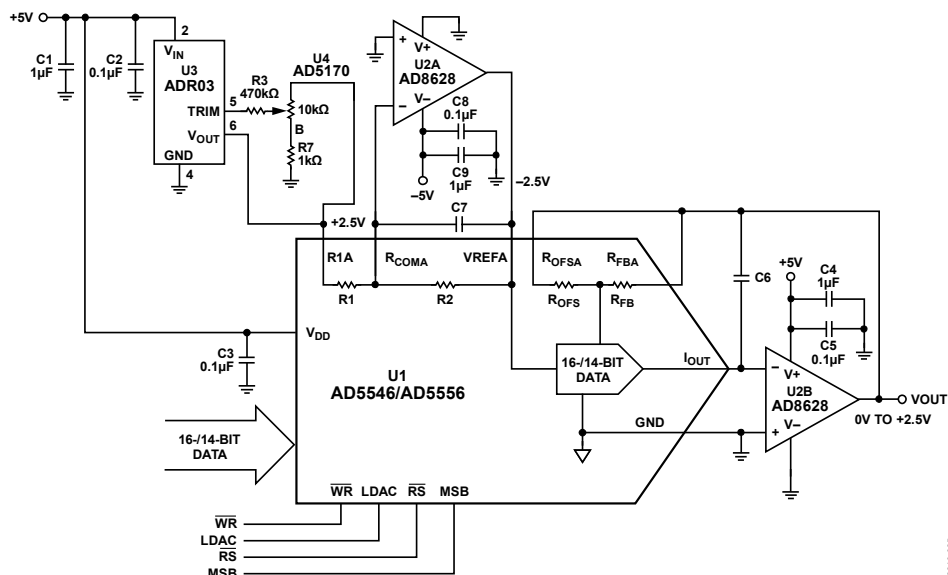 +5V
C1
1µF
C2
0.1µF
2
VIN
U3
ADR03
TRIM
5
VOUT
6
GND
4
R3
470kΩ
U4
AD5170
10kΩ
B
R7
1kΩ
+2.5V
+
V+
U2A
AD8628
–
V–
C8
0.1µF
C9
1µF
–5V
–2.5V
C7
R1A
RCOMA
VREFA
ROFSA
RFBA
R1
R2
ROFS
RFB
C6
+5V
C4
1µF
C5
0.1µF
VDD
C3
0.1µF
U1
AD5546/AD5556
16-/14-BIT
DATA
IOUT
GND
–
V+
U2B
AD8628
+
V–
VOUT
0V TO +2.5V
16-/14-BIT
DATA
WR LDAC RS MSB
WR
LDAC
RS
MSB